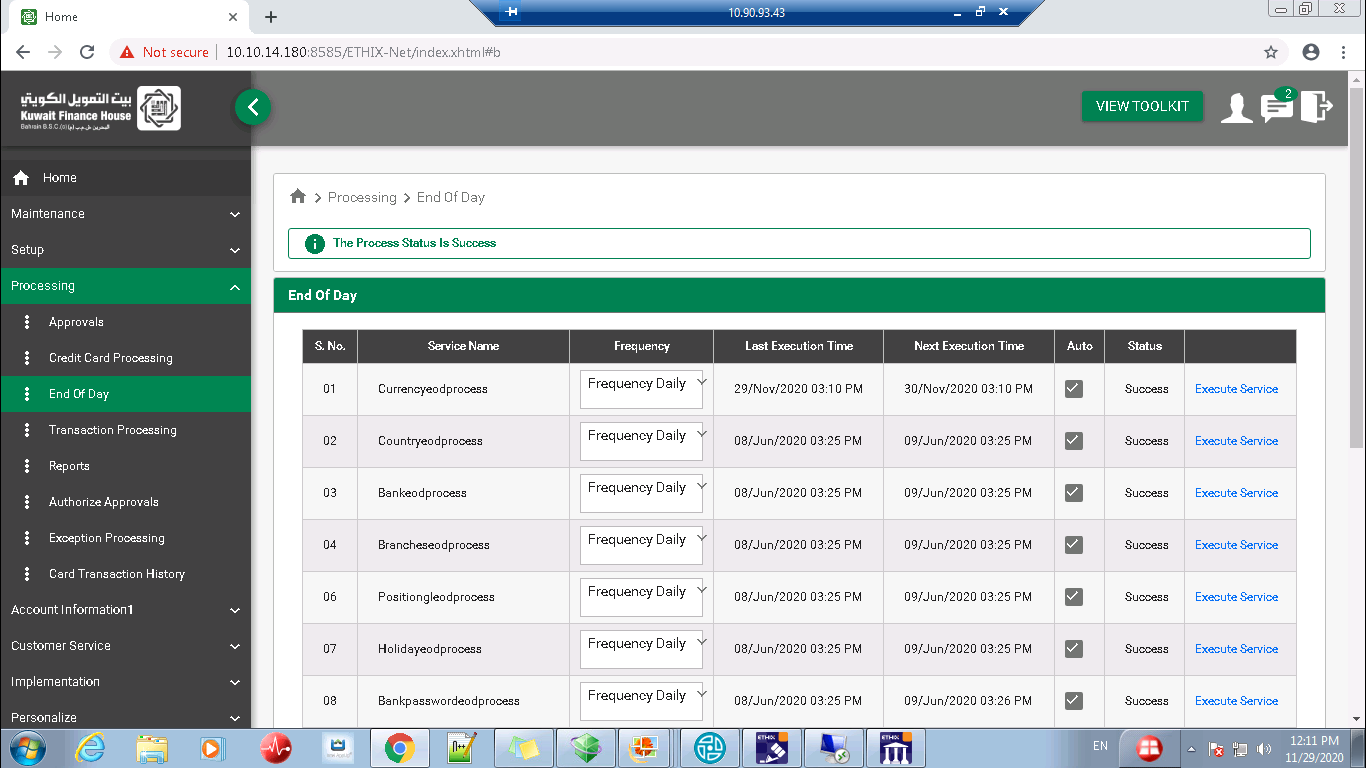 Home
10.90.93.43
Not secure
10.10.14.180:8585/ETHIX-Net/index.xhtml#b
بيت التمويل الكويتي
Kuwait Finance House
VIEW TOOLKIT
2
Home
Maintenance
Setup
Processing
Approvals
Credit Card Processing
End Of Day
Transaction Processing
Reports
Authorize Approvals
Exception Processing
Card Transaction History
Account Information1
Customer Service
Implementation
Personalize
Processing End Of Day
The Process Status Is Success
End Of Day
S. No. Service Name Frequency Last Execution Time Next Execution Time Auto Status
01 Currencyeodprocess Frequency Daily 29/Nov/2020 03:10 PM 30/Nov/2020 03:10 PM Success Execute Service
02 Countryeodprocess Frequency Daily 08/Jun/2020 03:25 PM 09/Jun/2020 03:25 PM Success Execute Service
03 Bankeodprocess Frequency Daily 08/Jun/2020 03:25 PM 09/Jun/2020 03:25 PM Success Execute Service
04 Brancheseodprocess Frequency Daily 08/Jun/2020 03:25 PM 09/Jun/2020 03:25 PM Success Execute Service
06 Positiongleodprocess Frequency Daily 08/Jun/2020 03:25 PM 09/Jun/2020 03:25 PM Success Execute Service
07 Holidayeodprocess Frequency Daily 08/Jun/2020 03:25 PM 09/Jun/2020 03:25 PM Success Execute Service
08 Bankpasswordeodprocess Frequency Daily 08/Jun/2020 03:25 PM 09/Jun/2020 03:26 PM Success Execute Service
ETHIX
ETHIX
EN
12:11 PM
11/29/2020